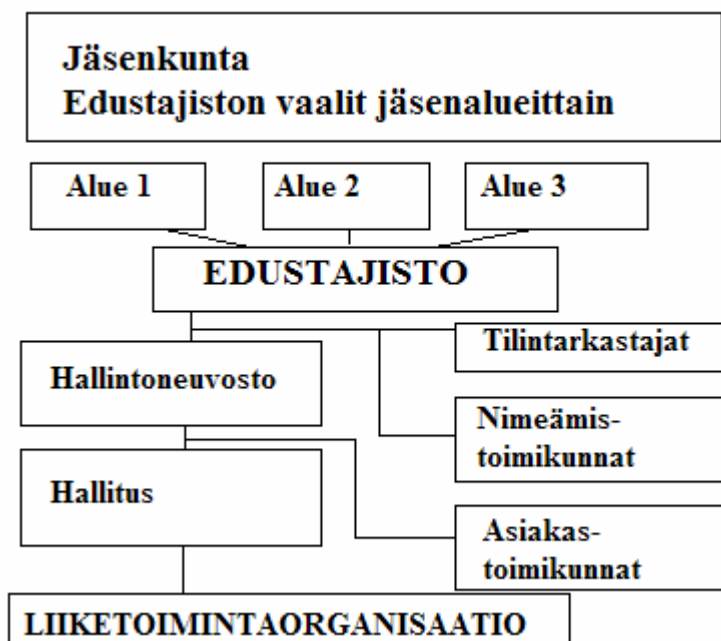 Jäsenkunta
Edustajiston vaalit jäsenalueittain
Alue 1
Alue 2
Alue 3
EDUSTAJISTO
Tilintarkastajat
Hallintoneuvosto
Nimeämis-
toimikunnat
Hallitus
Asiakas-
toimikunnat
LIIKETOIMINTAORGANISAATIO